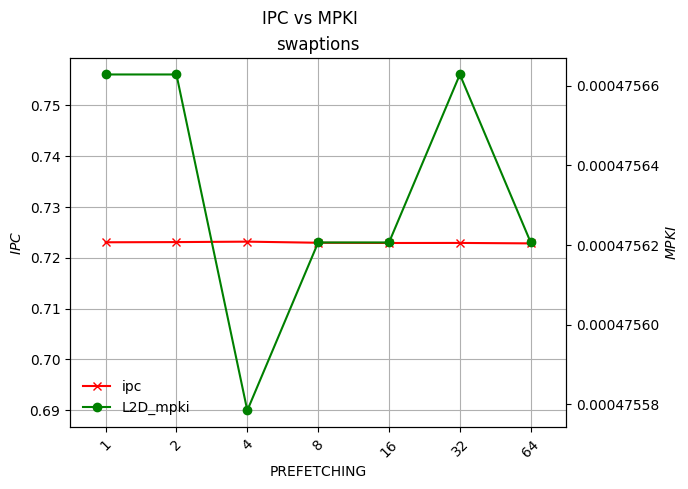 IPC vs MPKI
swaptions
0.75
0.74
0.73
0.72
0.71
0.70
0.69
IPC
0.00047566
0.00047564
0.00047562
0.00047560
0.00047558
MPKI
ipc
L2D_mpki
1
2
4
8
16
32
64
PREFETCHING